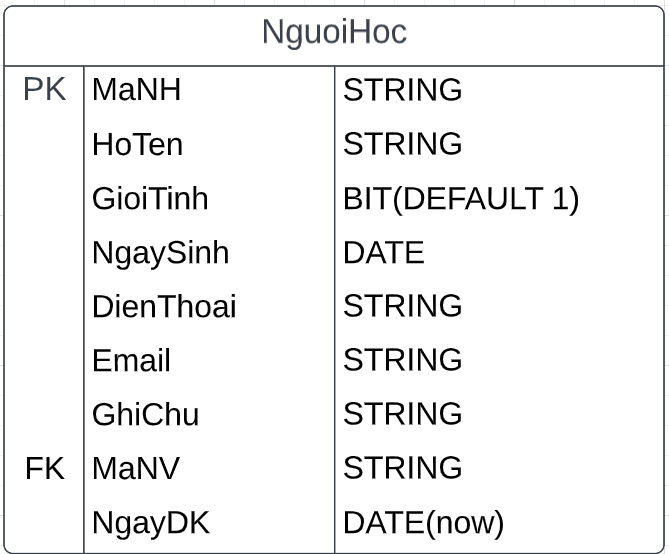 NguoiHoc
PK MaNH STRING
HoTen STRING
GioiTinh BIT(DEFAULT 1)
NgaySinh DATE
DienThoai STRING
Email STRING
GhiChu STRING
FK MaNV STRING
NgayDK DATE(now)